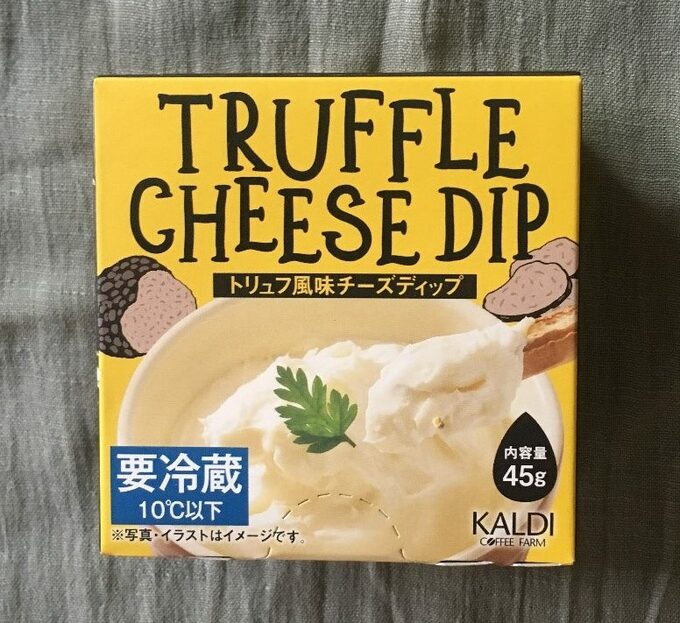 TRUFFLE
CHEESE DIP
トリュフ風味チーズディップ
内容量
45g
要冷蔵
10℃以下
※写真・イラストはイメージです。
KALDI
COFFEE FARM